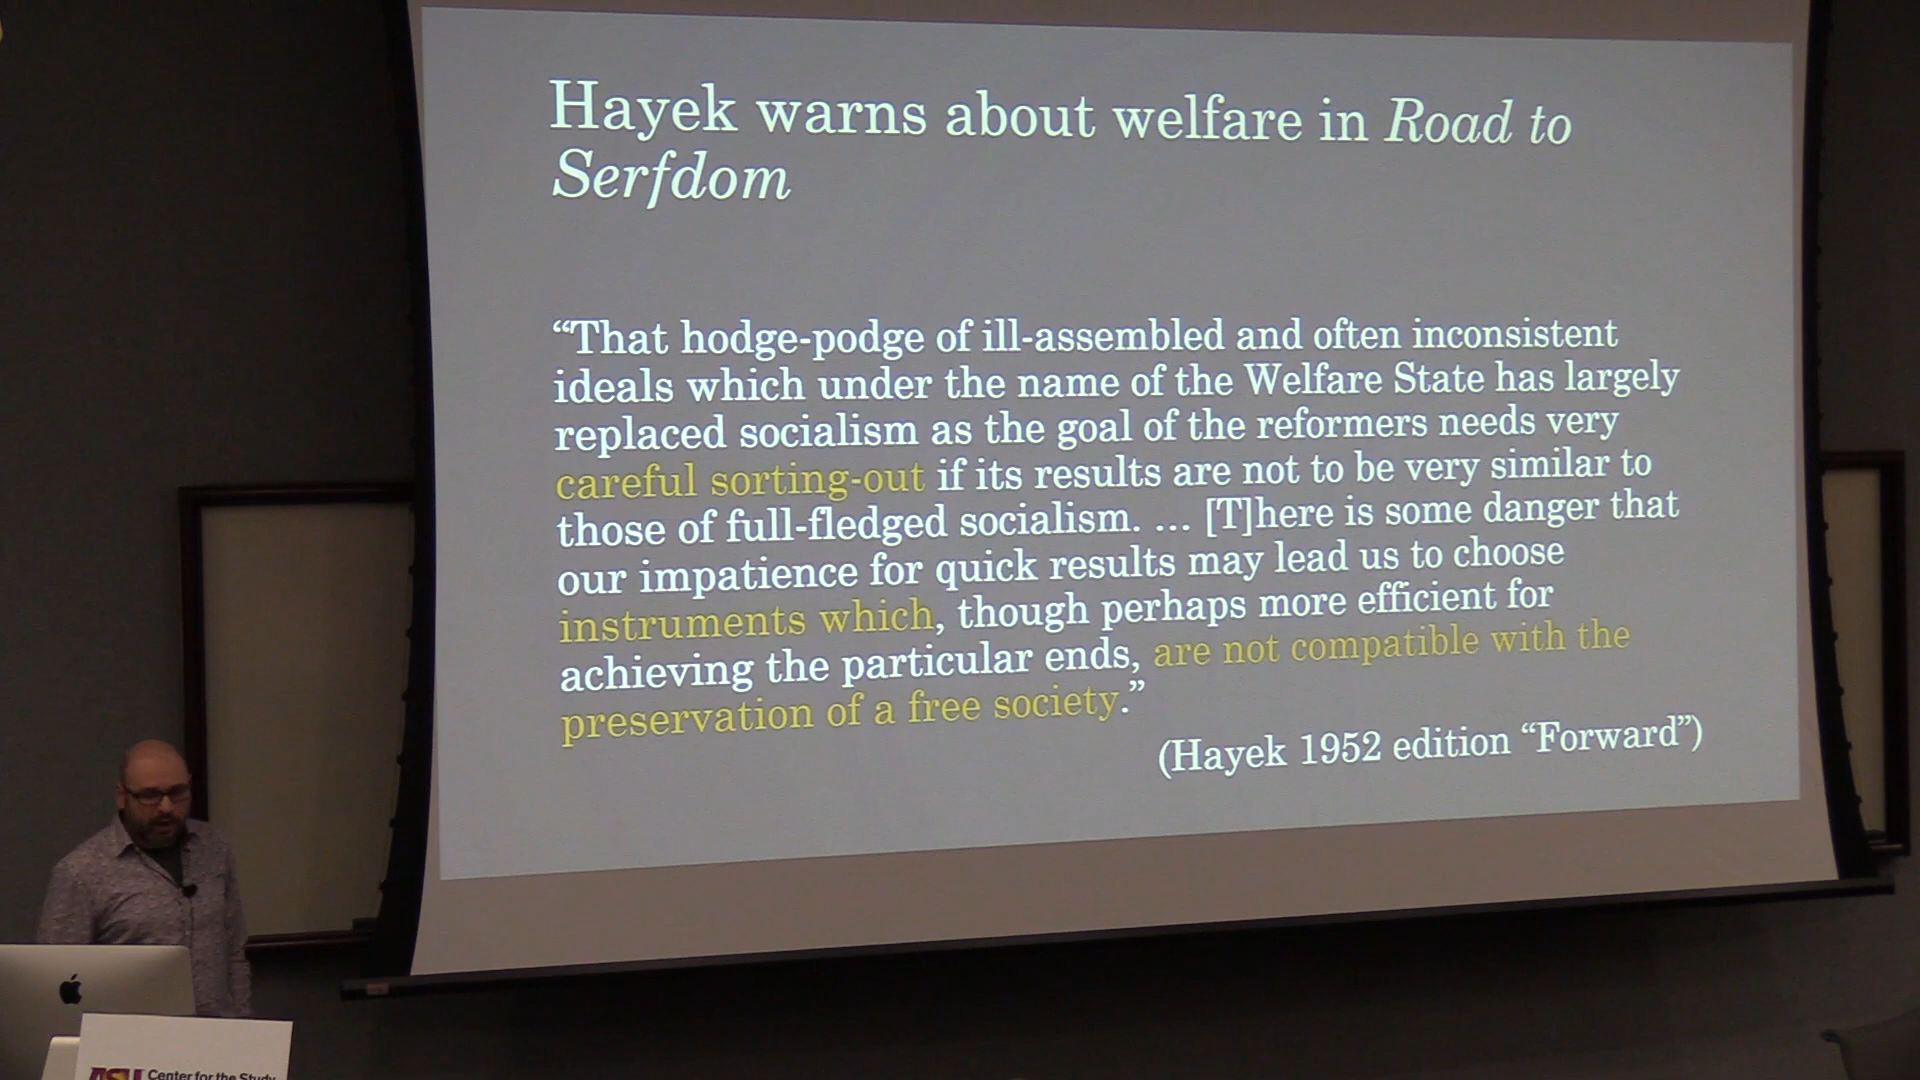 Hayek warns about welfare in Road to
Serfdom
“That hodge-podge of ill-assembled and often inconsistent
ideals which under the name of the Welfare State has largely
replaced socialism as the goal of the reformers needs very
careful sorting-out if its results are not to be very similar to
those of full-fledged socialism. ... [T]here is some danger that
our impatience for quick results may lead us to choose
instruments which, though perhaps more efficient for
achieving the particular ends, are not compatible with the
preservation of a free society.”
(Hayek 1952 edition “Forward”)
ASU Center for the Study